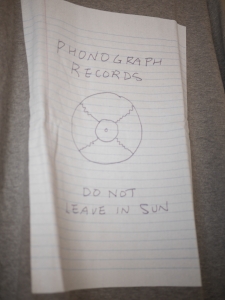 PHONOGRAPH
RECORDS
DO NOT
LEAVE IN SUN